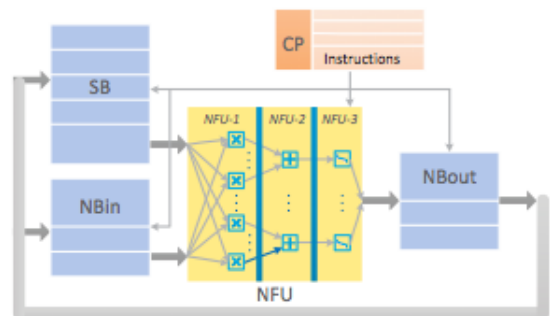 CP
Instructions
SB
NFU-1
NFU-2
NFU-3
NBin
NBout
NFU